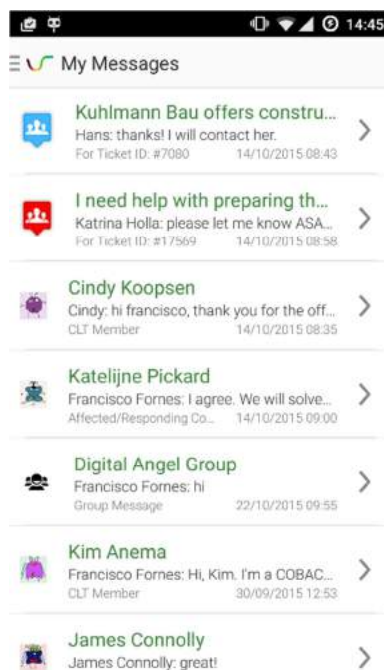 14:45
My Messages
Kuhlmann Bau offers constru...
Hans: thanks! I will contact her.
For Ticket ID: #7080 14/10/2015 08:43
I need help with preparing th...
Katrina Holla: please let me know ASA...
For Ticket ID: #17569 14/10/2015 08:58
Cindy Koopsen
Cindy: hi francisco, thank you for the off...
CLT Member 14/10/2015 08:35
Katelijne Pickard
Francisco Fornes: I agree. We will solve...
Affected/Responding Co... 14/10/2015 09:00
Digital Angel Group
Francisco Fornes: hi
Group Message 22/10/2015 09:55
Kim Anema
Francisco Fornes: Hi, Kim. I'm a COBAC...
CLT Member 30/09/2015 12:53
James Connolly
James Connolly: great!